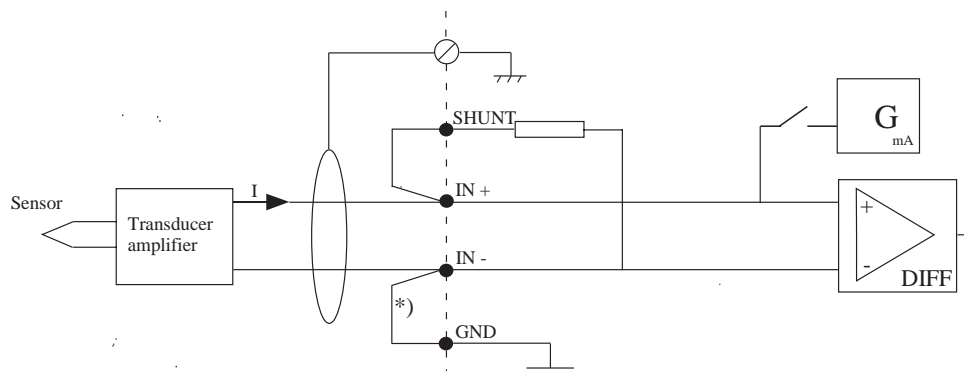 SHUNT
G
mA
IN +
I
Sensor
Transducer
amplifier
+
IN -
-
DIFF
*)
GND